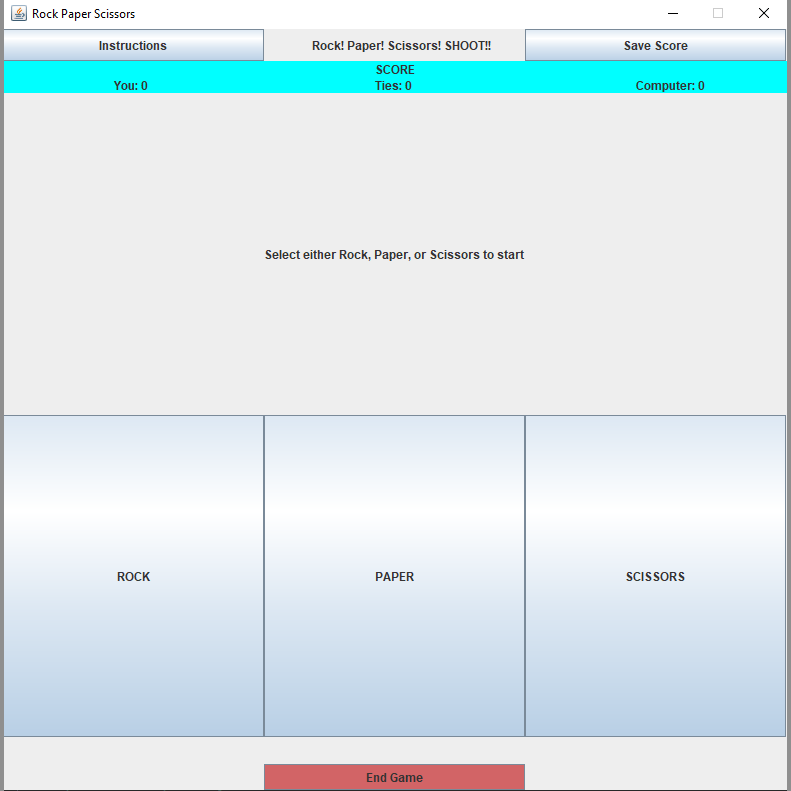 Rock Paper Scissors
Instructions
Rock! Paper! Scissors! SHOOT!!
Save Score
SCORE
You: 0
Ties: 0
Computer: 0
Select either Rock, Paper, or Scissors to start
ROCK
PAPER
SCISSORS
End Game